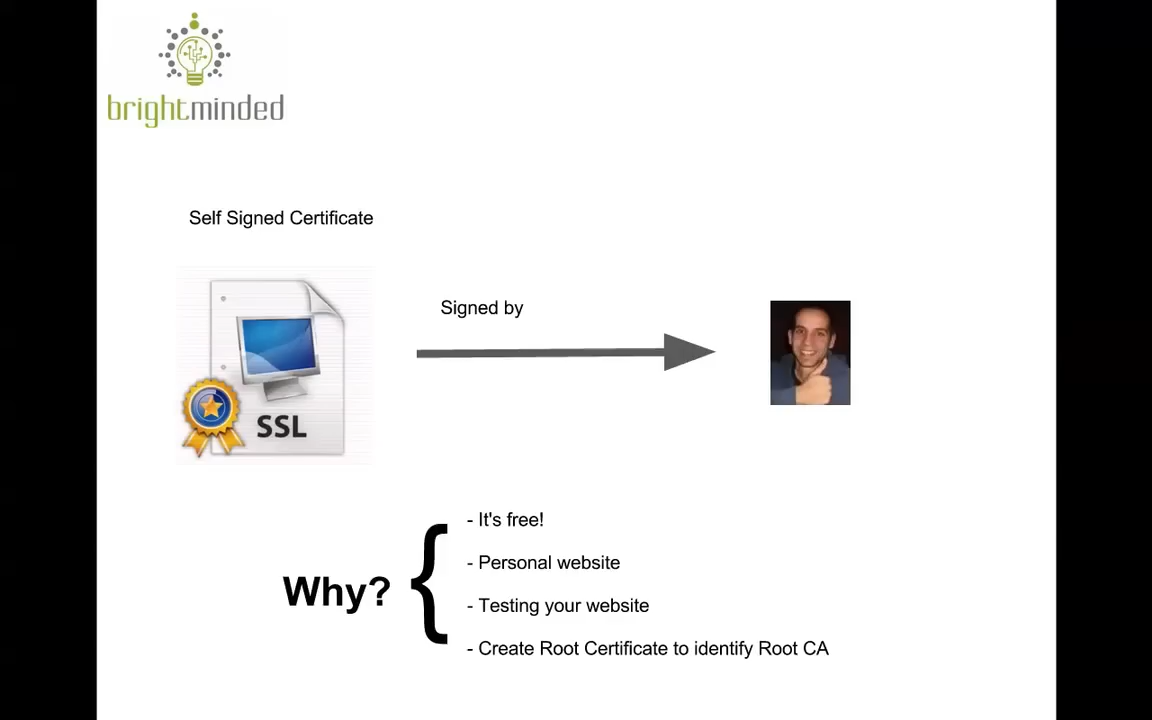 brightminded
Self Signed Certificate
Signed by
SSL
Why?
- It's free!
- Personal website
- Testing your website
- Create Root Certificate to identify Root CA